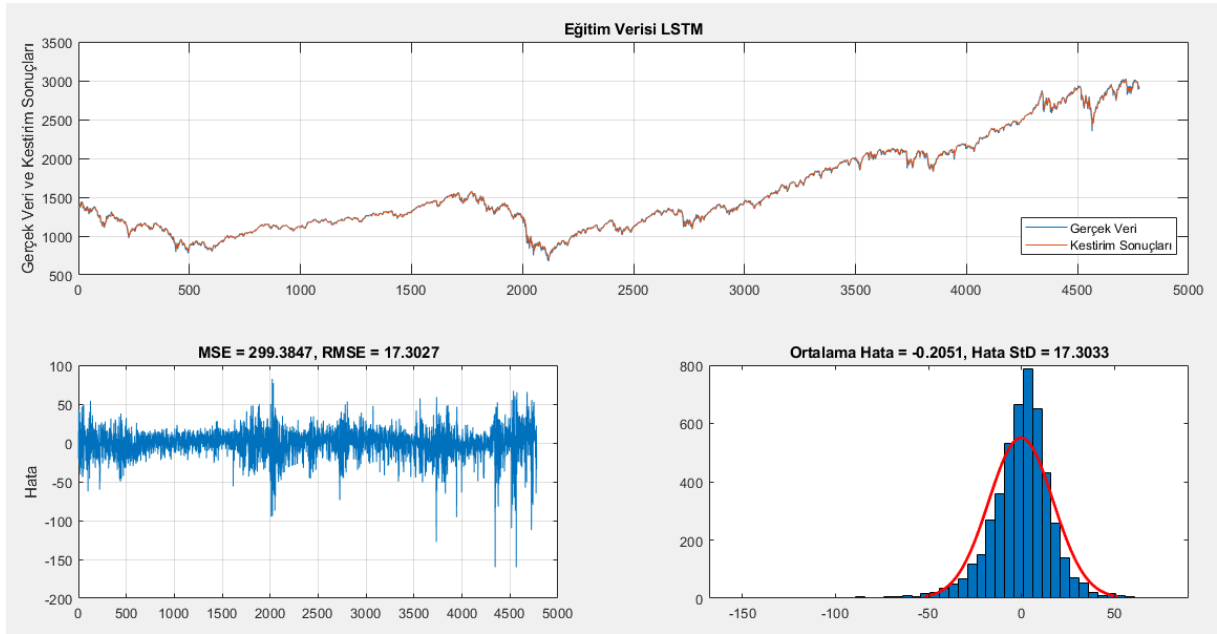 Eğitim Verisi LSTM
Gerçek Veri ve Kestirim Sonuçları
3500
3000
2500
2000
1500
1000
500
0 500 1000 1500 2000 2500 3000 3500 4000 4500 5000
Gerçek Veri
Kestirim Sonuçları
MSE = 299.3847, RMSE = 17.3027
Hata
100
50
0
-50
-100
-150
-200
0 500 1000 1500 2000 2500 3000 3500 4000 4500 5000
Ortalama Hata = -0.2051, Hata StD = 17.3033
800
600
400
200
0
-150 -100 -50 0 50